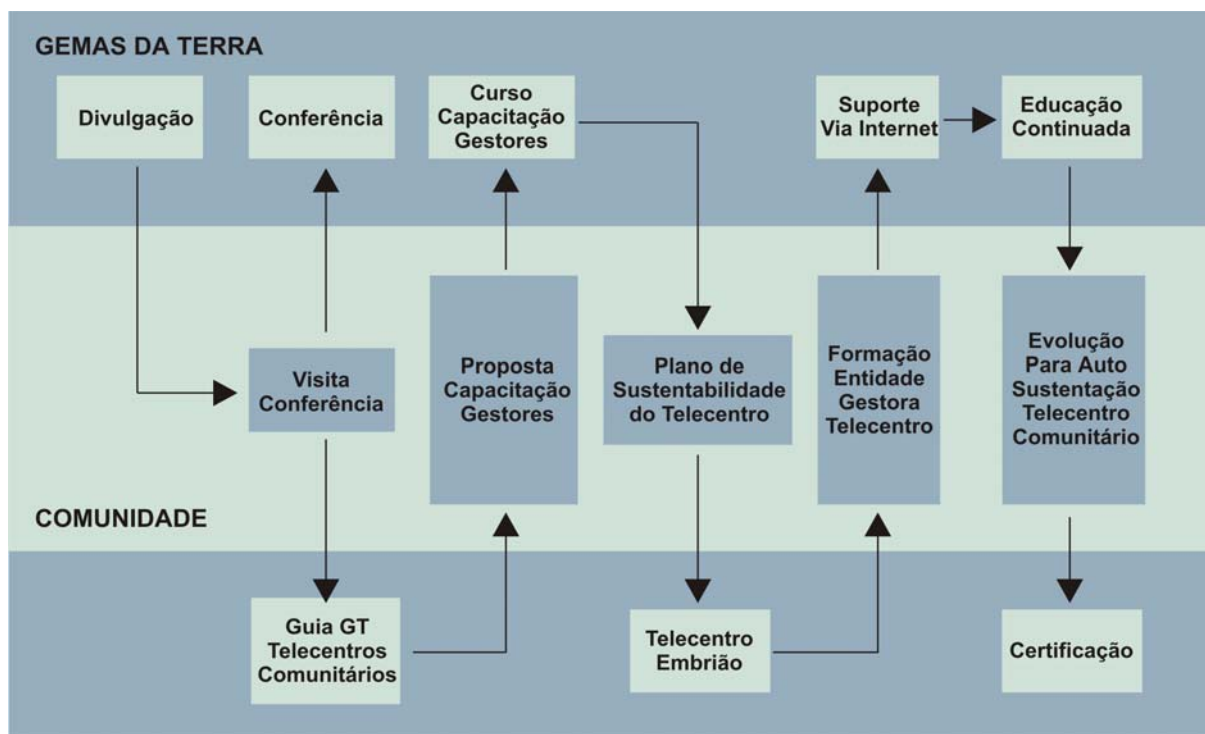 GEMAS DA TERRA
Divulgação
Conferência
Curso
Capacitação
Gestores
Suporte
Via Internet
Educação
Continuada
Visita
Conferência
Proposta
Capacitação
Gestores
Plano de
Sustentabilidade
do Telecentro
Formação
Entidade
Gestora
Telecentro
Evolução
Para Auto
Sustentação
Telecentro
Comunitário
COMUNIDADE
Guia GT
Telecentros
Comunitários
Telecentro
Embrião
Certificação